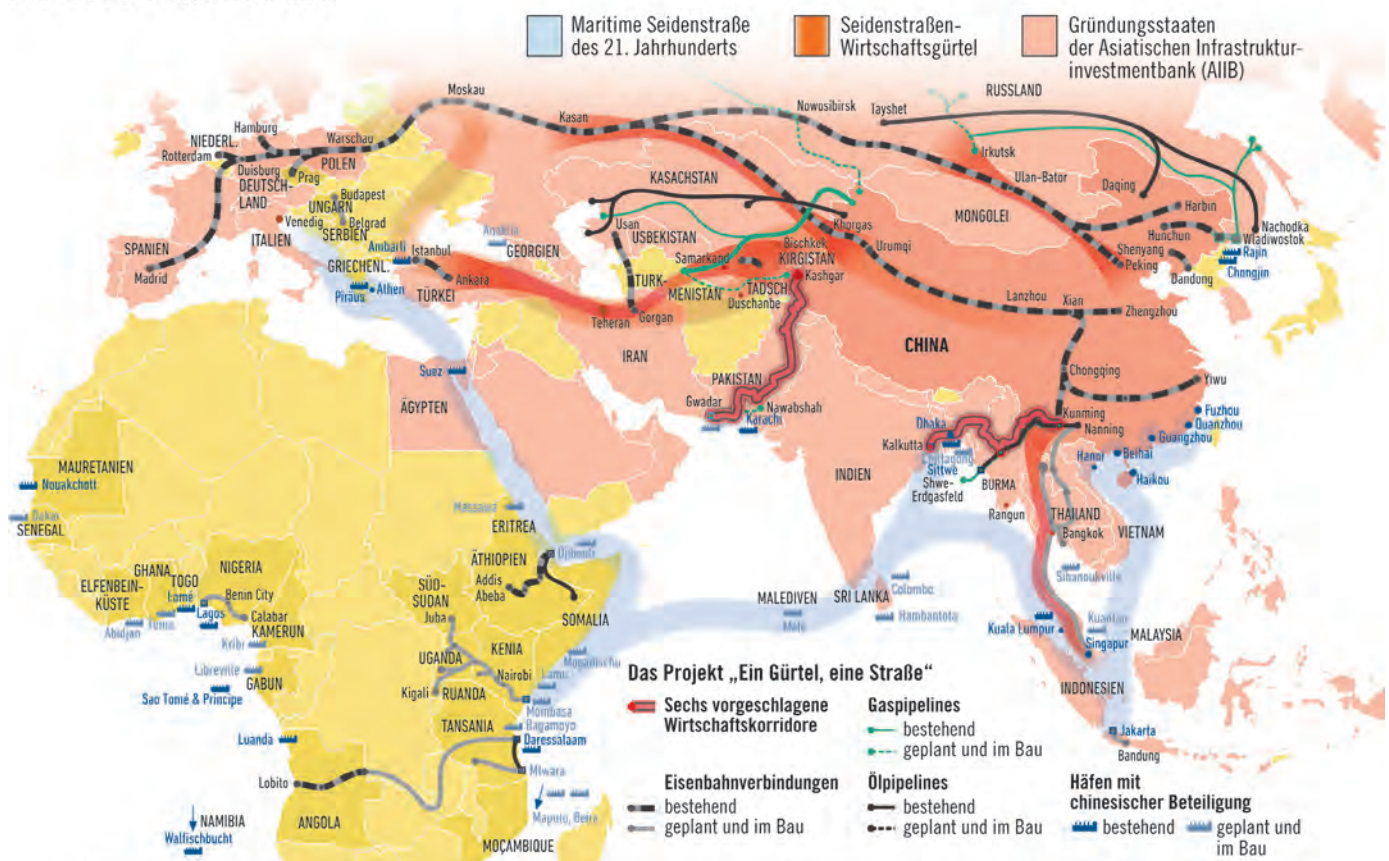 Maritime Seidenstraße
des 21. Jahrhunderts
Seidenstraßen-
Wirtschaftsgürtel
Gründungsstaaten
der Asiatischen Infrastruktur-
investmentbank (AIIB)
Moskau
Kasan
Nowosibirsk
Tayshet
RUSSLAND
Hamburg
NIEDERL.
Rotterdam
Warschau
Duisburg
POLEN
DEUTSCH-
LAND
Prag
Irkutsk
Ulan-Bator
Daqing
KASACHSTAN
MONGOLEI
Harbin
Budapest
UNGARN
Venedig
Belgrad
SERBIEN
ITALIEN
SPANIEN
Madrid
Anaklia
GEORGIEN
Usan
USBEKISTAN
Khorgas
Bischkek
KIRGISTAN
Urumqi
Hunchun
Nachodka
Wladiwostok
Shenyang
Peking
Rajin
Chongjin
Bandong
Ambarli
Istanbul
GRIECHENL.
Ankara
Piräus
Athen
TÜRKEI
Samarkand
Kashgar
TURK-
MENISTAN
TADSCH
Duschanbe
Teheran
Gorgan
Lanzhou
Xian
Zhengzhou
IRAN
CHINA
Suez
ÄGYPTEN
PAKISTAN
Gwadar
Nawabshah
Karachi
Chongqing
Yiwu
Kunming
Nanning
Fuzhou
Quanzhou
Guangzhou
Dhaka
Kalkutta
Chittagong
Sittwe
Shwe-
Erdgasfeld
BURMA
Hanoi
Beihai
Haikou
INDIEN
Rangun
THAILAND
Bangkok
VIETNAM
MAURETANIEN
Nouakchott
Dakar
SENEGAL
Massawa
ERITREA
Djibouti
ÄTHIOPIEN
Addis
Abeba
SOMALIA
NIGERIA
GHANA
TOGO
ELFENBEIN-
KÜSTE
Lomé
Benin City
Lagos
Calabar
Abidjan
Tema
KAMERUN
Kribi
SÜD-
SUDAN
Juba
Sihanoukville
Colombo
MALEDIVEN
SRI LANKA
Hambantota
Malé
Kuantan
Kuala Lumpur
MALAYSIA
Singapur
KENIA
Mogadischu
UGANDA
Nairobi
Lamu
Libreville
GABUN
Kigali
RUANDA
Sao Tomé & Principe
Mombasa
TANSANIA
Bagamoyo
Daressalaam
INDONESIEN
Luanda
Mtwara
Jakarta
Bandung
Lobito
Maputo, Beira
NAMIBIA
Walfischbucht
ANGOLA
MOÇAMBIQUE
Das Projekt „Ein Gürtel, eine Straße“
Sechs vorgeschlagene
Wirtschaftskorridore
Gaspipelines
bestehend
geplant und im Bau
Eisenbahnverbindungen
bestehend
geplant und im Bau
Ölpipelines
bestehend
geplant und im Bau
Häfen mit
chinesischer Beteiligung
bestehend
geplant und
im Bau